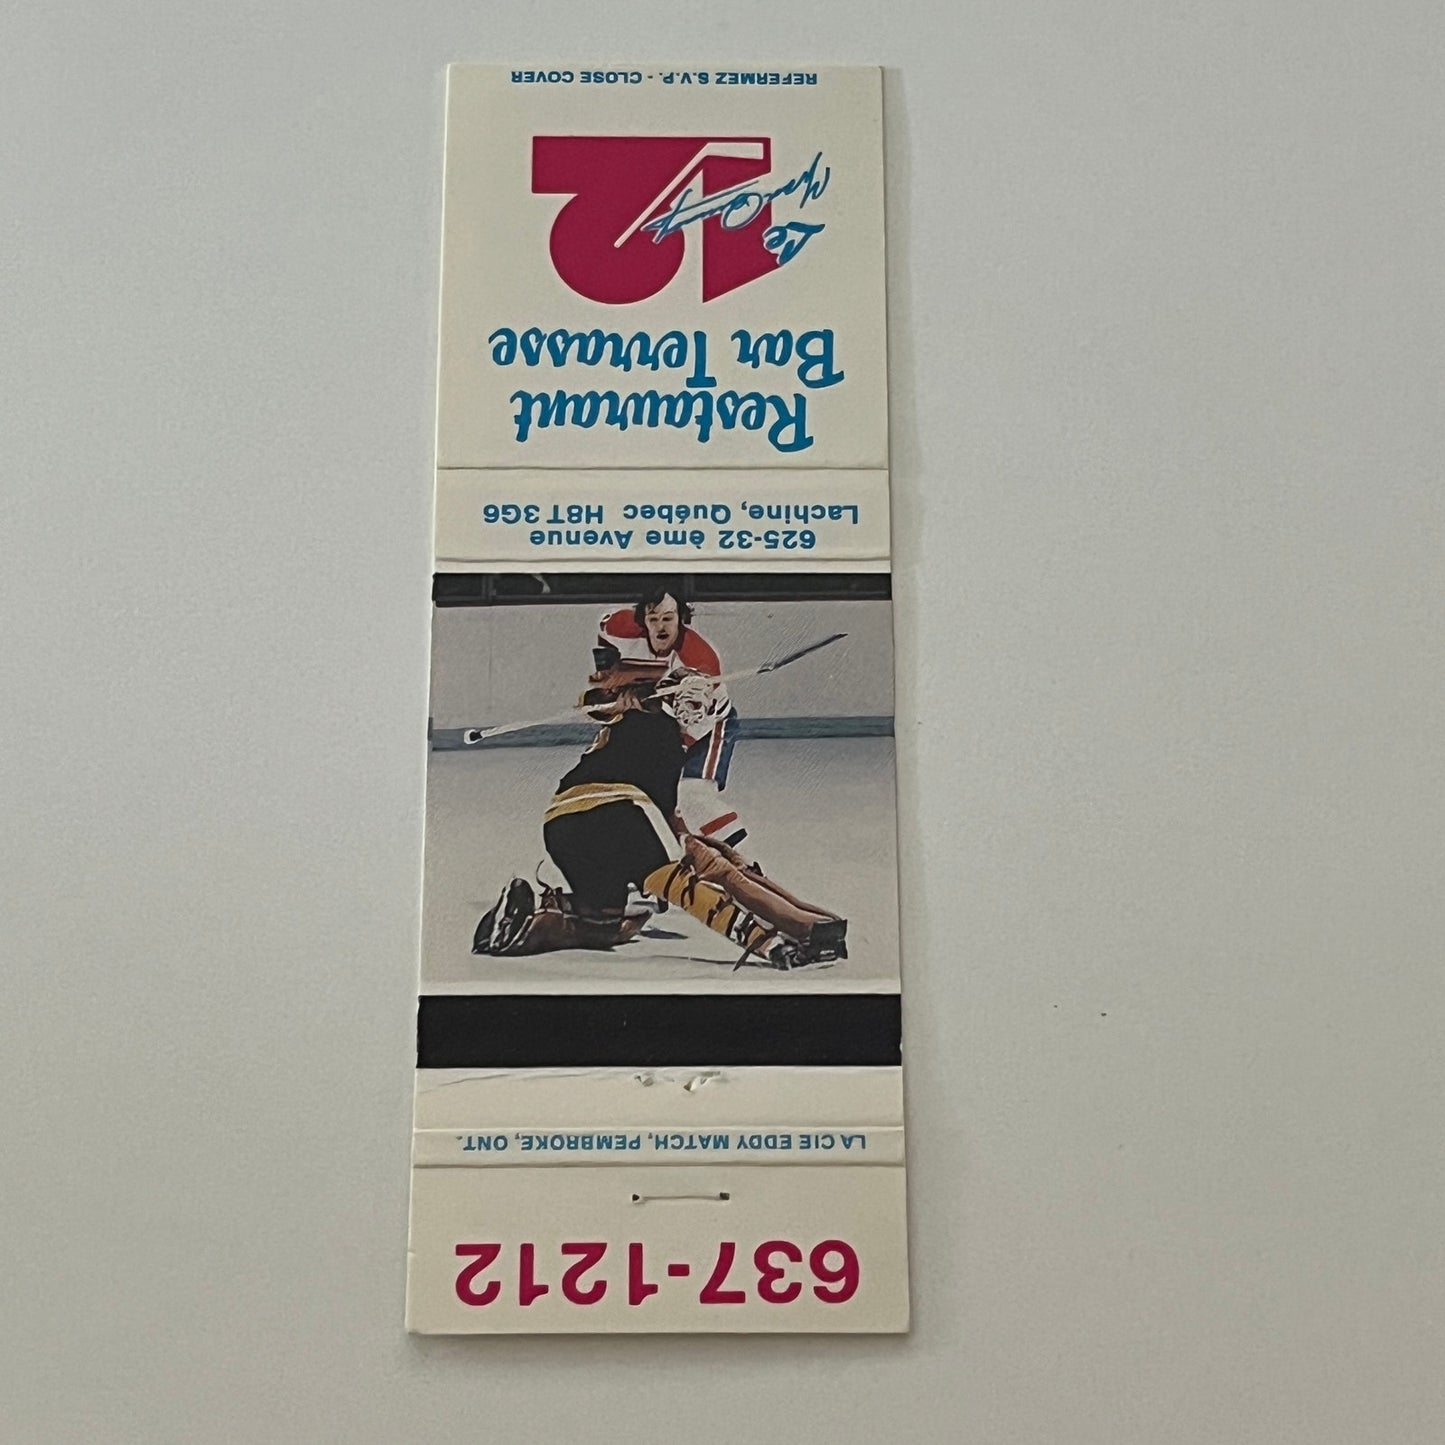 637-1212
LA CIE EDDY MATCH, PEMBROKE, ONT.
625-32 ème Avenue
Lachine, Québec H8T 3G6
Restaurant
Bar Terrasse
Le
12
REFERMEZ S.V.P. - CLOSE COVER